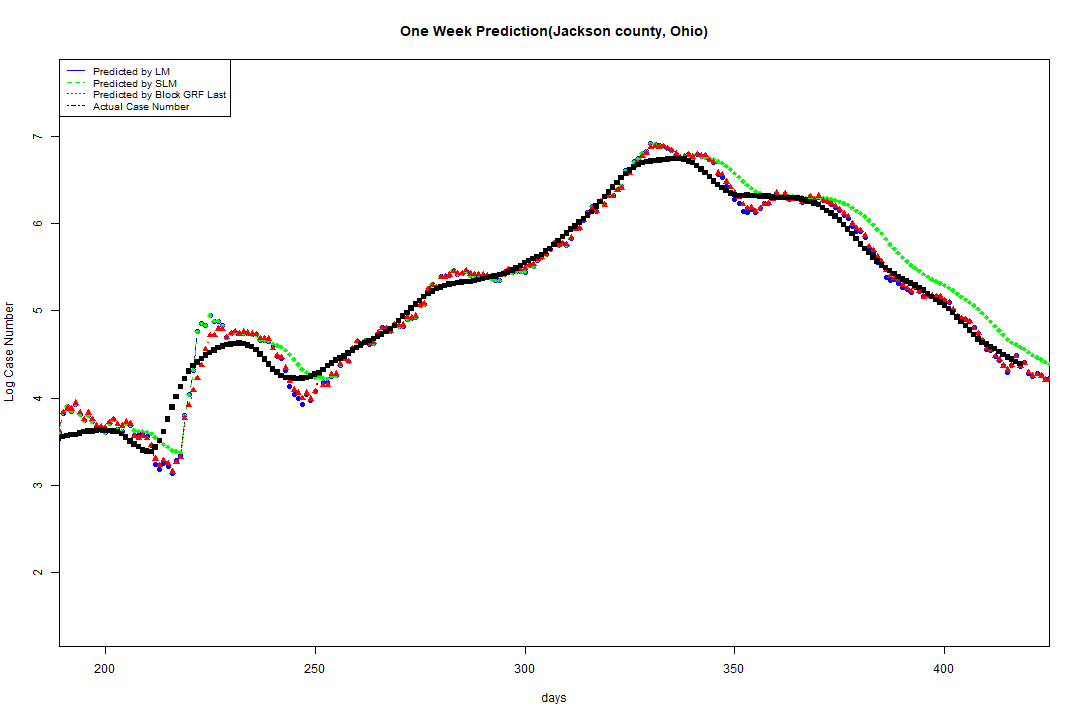 One Week Prediction(Jackson county, Ohio)
Predicted by LM
Predicted by SLM
Predicted by Block GRF Last
Actual Case Number
Log Case Number
7
6
5
4
3
2
200
250
300
350
400
days